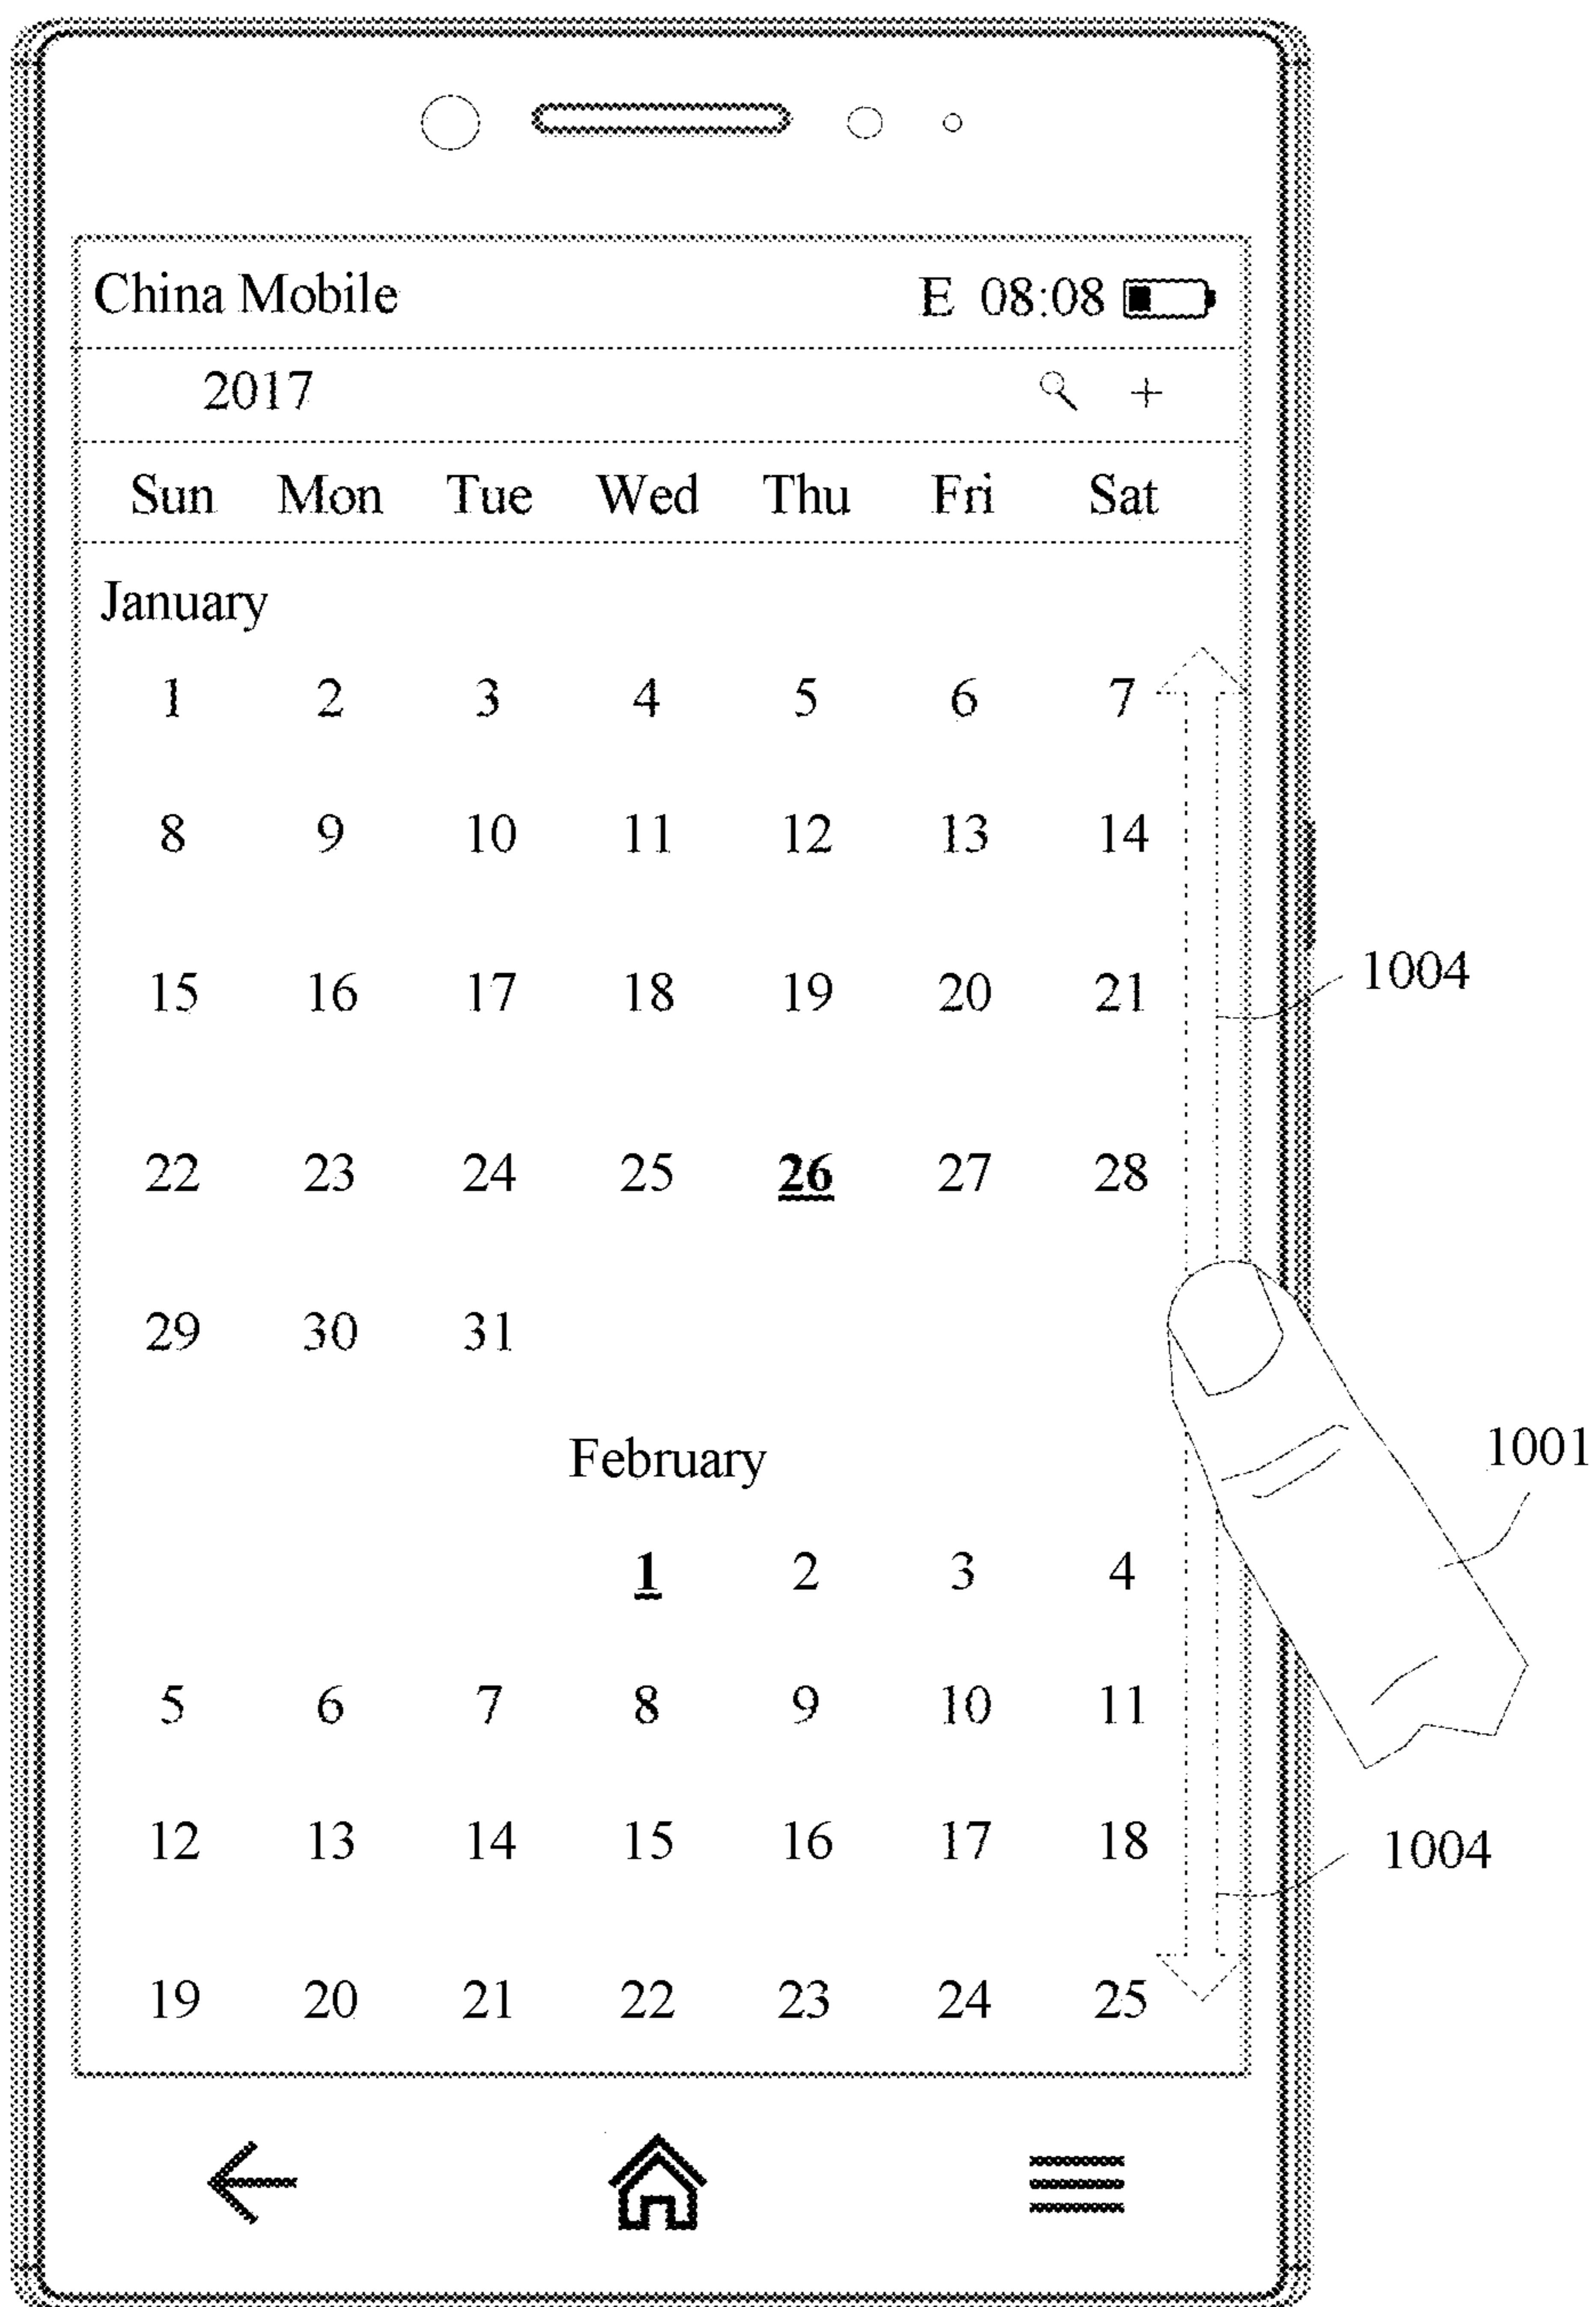 China Mobile E 08:08
2017 +
Sun Mon Tue Wed Thu Fri Sat
January
1 2 3 4 5 6 7
8 9 10 11 12 13 14
15 16 17 18 19 20 21
1004
22 23 24 25 26 27 28
29 30 31
February
1001
1 2 3 4
5 6 7 8 9 10 11
12 13 14 15 16 17 18
1004
19 20 21 22 23 24 25